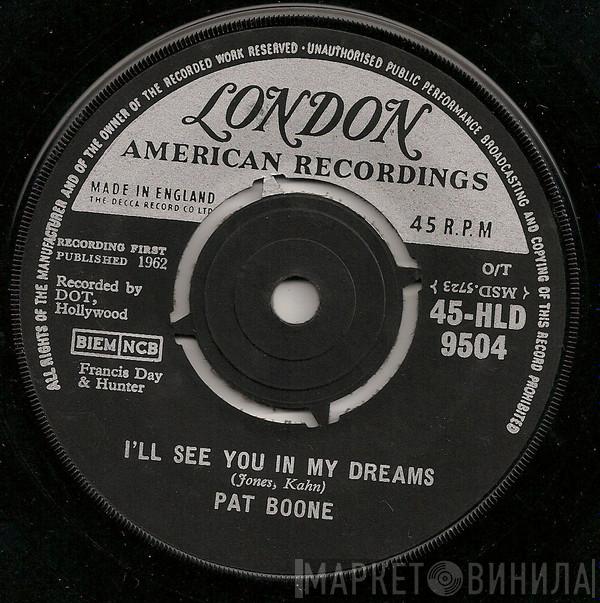 ALL RIGHTS OF THE MANUFACTURER AND OF THE OWNER OF THE RECORDED WORK RESERVED · UNAUTHORISED PUBLIC PERFORMANCE BROADCASTING AND COPYING OF THIS RECORD PROHIBITED
LONDON
AMERICAN RECORDINGS
MADE IN ENGLAND
THE DECCA RECORD CO LTD
45 R.P.M
RECORDING FIRST
PUBLISHED 1962
Recorded by
DOT,
Hollywood
BIEM NCB
Francis Day
& Hunter
O/T
{ MSD.5723 }
45-HLD
9504
I'LL SEE YOU IN MY DREAMS
(Jones, Kahn)
PAT BOONE
МАРКЕТ ВИНИЛА